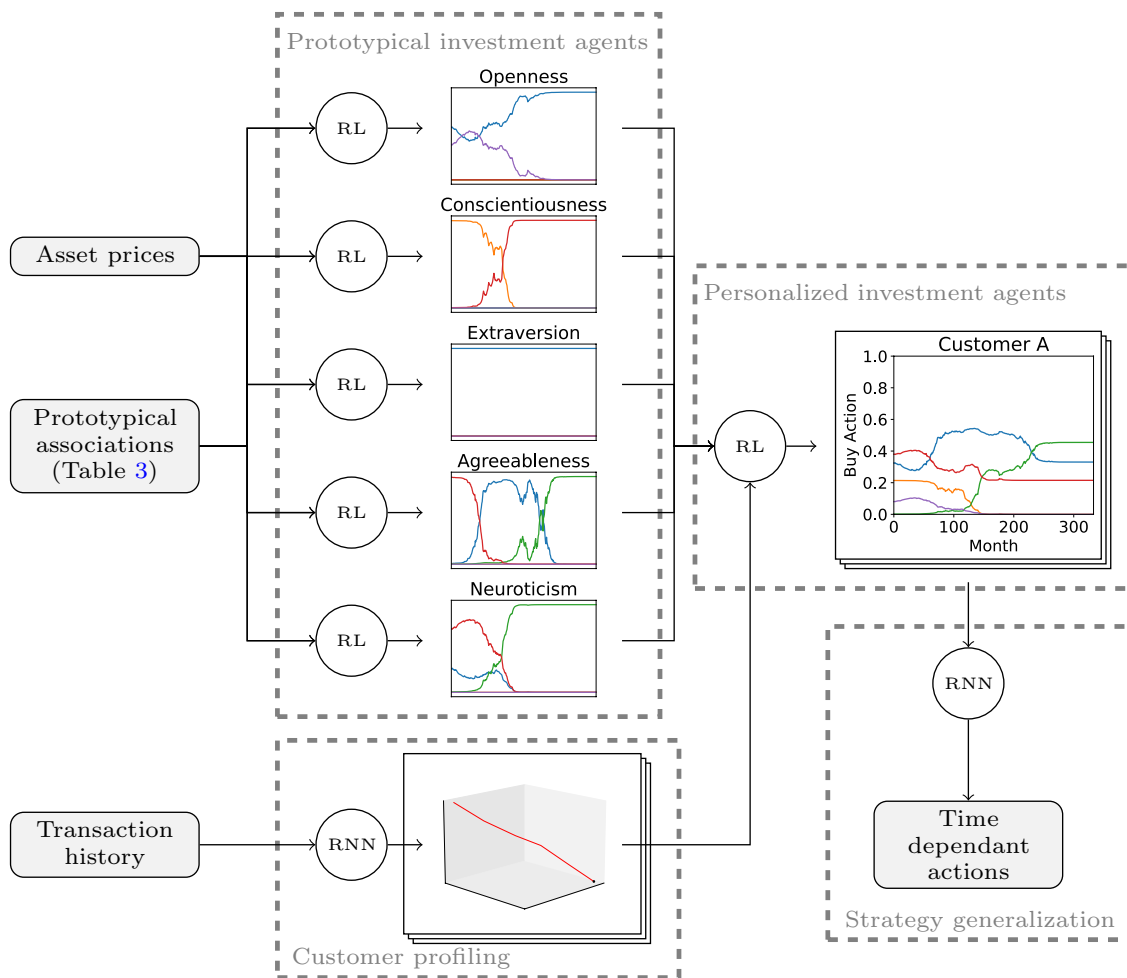 Prototypical investment agents
Openness
RL
Conscientiousness
Asset prices
RL
Personalized investment agents
Extraversion
RL
Customer A
Buy Action
1.0
0.8
0.6
0.4
0.2
0.0
0
100
200
300
Month
RL
Prototypical
associations
(Table 3)
Agreeableness
RL
Neuroticism
RL
RNN
Transaction
history
RNN
Time
dependant
actions
Strategy generalization
Customer profiling